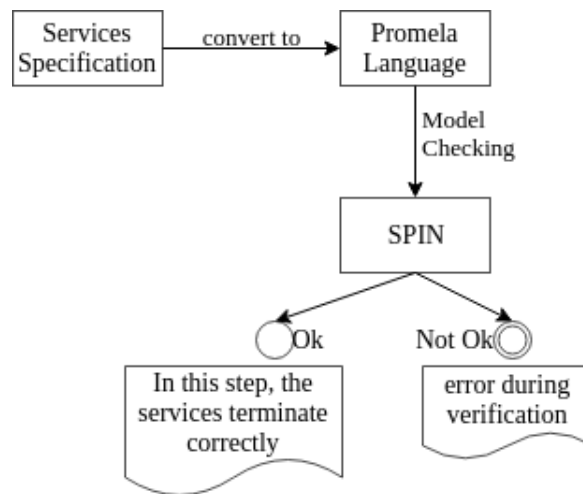 Services
Specification
convert to
Promela
Language
Model
Checking
SPIN
Ok
Not Ok
In this step, the
services terminate
correctly
error during
verification